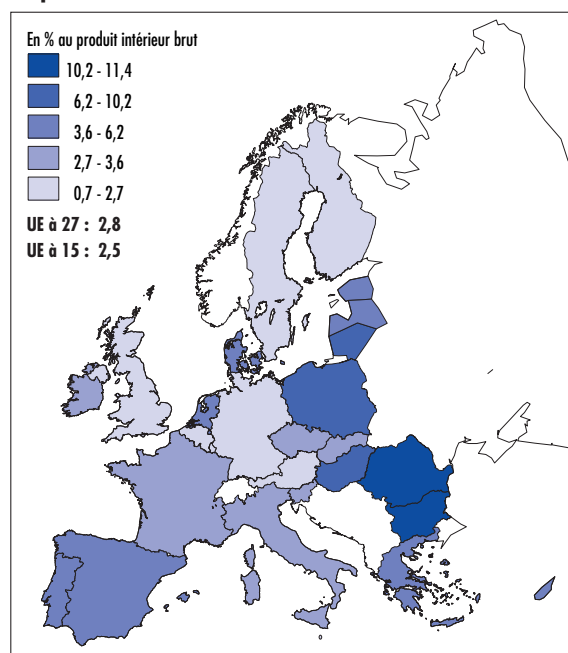 En % au produit intérieur brut
10,2 - 11,4
6,2 - 10,2
3,6 - 6,2
2,7 - 3,6
0,7 - 2,7
UE à 27 : 2,8
UE à 15 : 2,5